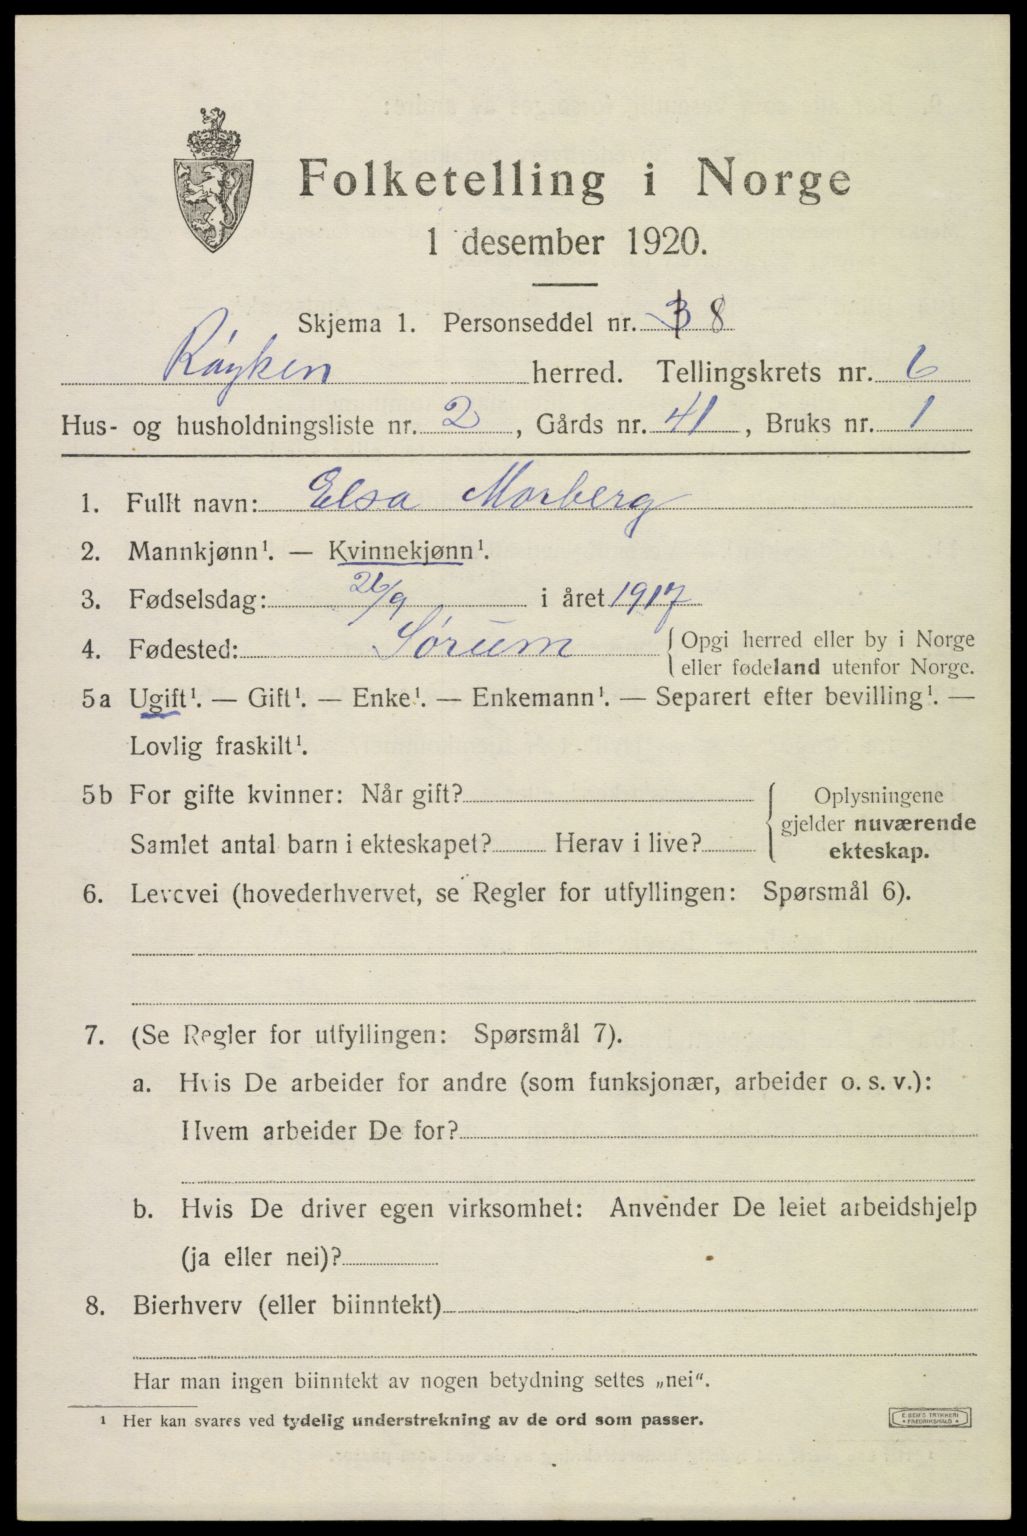 Folketelling i Norge
1 desember 1920.
Skjema 1. Personseddel nr. 8
Røyken herred. Tellingskrets nr. 6
Hus- og husholdningsliste nr. 2, Gårds nr. 41, Bruks nr. 1
1. Fullt navn: Elsa Morberg
2. Mannkjønn¹. — Kvinnekjønn¹.
3. Fødselsdag: 26/9 i året 1917
4. Fødested: Sørum {Opgi herred eller by i Norge
eller fødeland utenfor Norge.
5a Ugift¹. — Gift¹. — Enke¹. — Enkemann¹. — Separert efter bevilling¹. —
Lovlig fraskilt¹.
5b For gifte kvinner: Når gift? { Oplysningene
gjelder nuværende
Samlet antal barn i ekteskapet? Herav i live?
ekteskap.
6. Levevei (hovederhvervet, se Regler for utfyllingen: Spørsmål 6).
7. (Se Regler for utfyllingen: Spørsmål 7).
a. Hvis De arbeider for andre (som funksjonær, arbeider o. s. v.):
Hvem arbeider De for?
b. Hvis De driver egen virksomhet: Anvender De leiet arbeidshjelp
(ja eller nei)?
8. Bierhverv (eller biinntekt)
Har man ingen biinntekt av nogen betydning settes „nei".
¹ Her kan svares ved tydelig understrekning av de ord som passer.